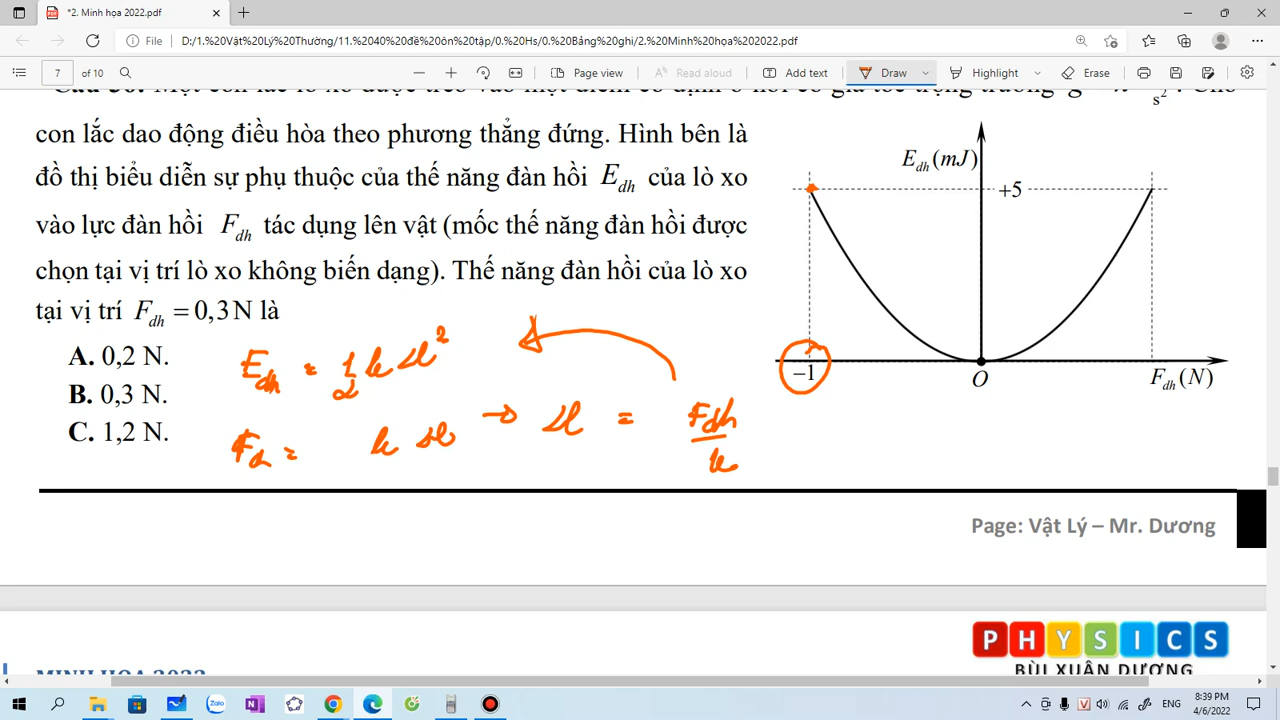 *2. Minh họa 2022.pdf
File D:/1.%20Vật%20Lý%20Thường/11.%2040%20đề%20ôn%20tập/0.%20Hs/0.%20Bảng%20ghi/2.%20Minh%20họa%202022.pdf
7 of 10 Page view Read aloud Add text Draw Highlight Erase
con lắc dao động điều hòa theo phương thẳng đứng. Hình bên là
đồ thị biểu diễn sự phụ thuộc của thế năng đàn hồi E_dh của lò xo
vào lực đàn hồi F_dh tác dụng lên vật (mốc thế năng đàn hồi được
chọn tại vị trí lò xo không biến dạng). Thế năng đàn hồi của lò xo
tại vị trí F_dh = 0,3 N là
A. 0,2 N.
B. 0,3 N.
C. 1,2 N.
E_dh (mJ)
+5
−1 O F_dh (N)
Page: Vật Lý – Mr. Dương
PHYSICS
BÙI XUÂN DƯƠNG
MINH HỌA 2022
ENG
8:39 PM
4/6/2022